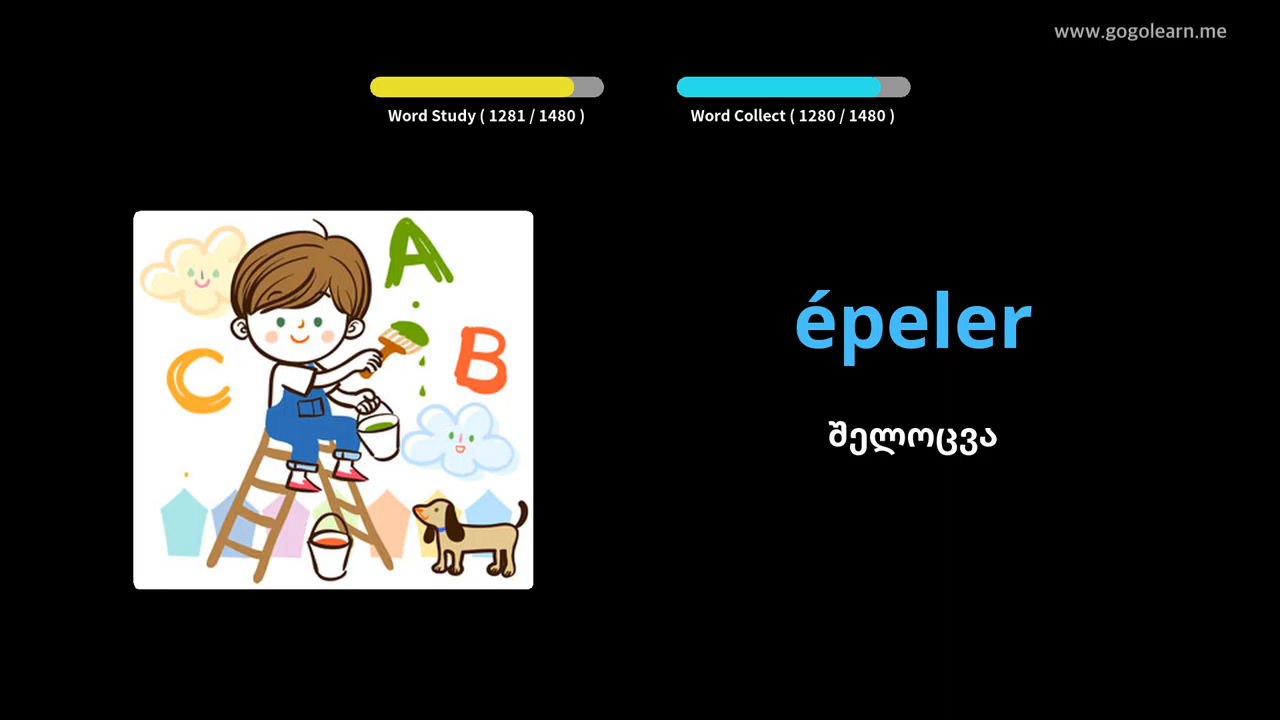 www.gogolearn.me
Word Study ( 1281 / 1480 )
Word Collect ( 1280 / 1480 )
A
B
C
épeler
შელოცვა